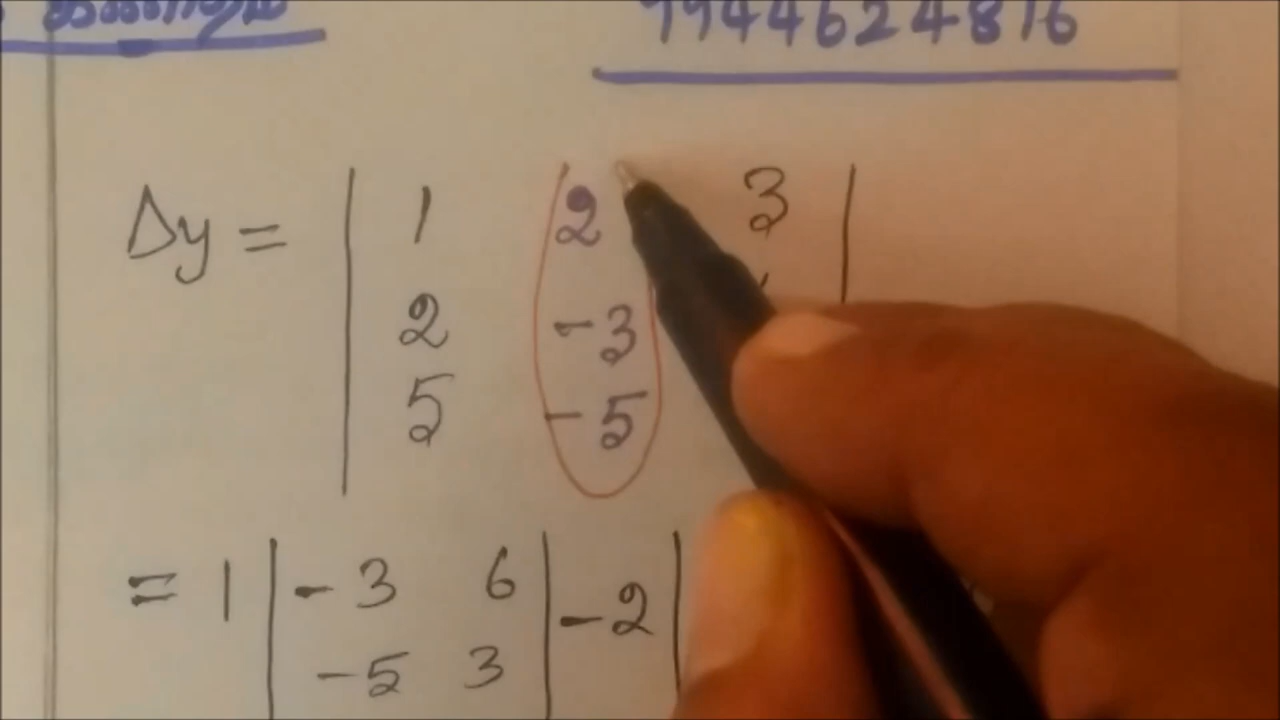 9944624816
Δy = | 1 2 3 |
2 -3
5 -5
= 1 | -3 6 | -2 |
-5 3